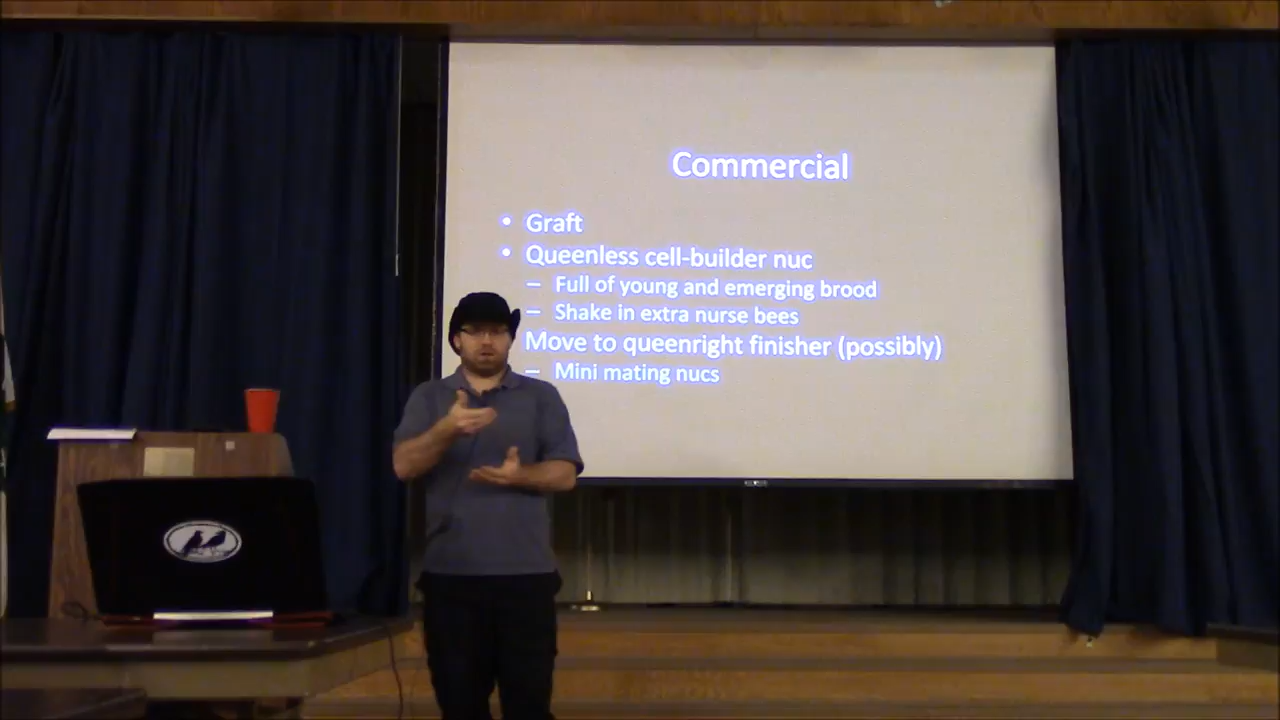 Commercial
• Graft
• Queenless cell-builder nuc
– Full of young and emerging brood
– Shake in extra nurse bees
Move to queenright finisher (possibly)
– Mini mating nucs